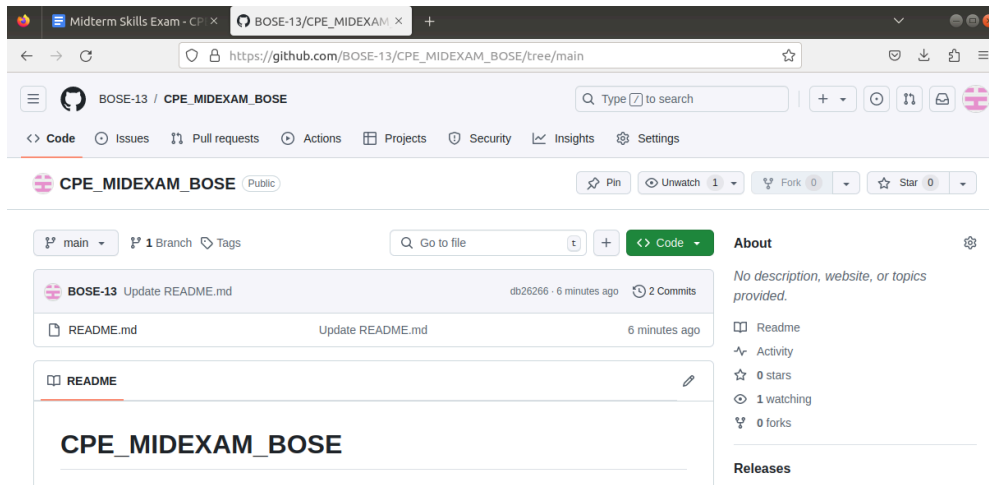 Midterm Skills Exam - CP
BOSE-13/CPE_MIDEXAM
https://github.com/BOSE-13/CPE_MIDEXAM_BOSE/tree/main
BOSE-13 / CPE_MIDEXAM_BOSE
Type / to search
Code Issues Pull requests Actions Projects Security Insights Settings
CPE_MIDEXAM_BOSE Public
Pin Unwatch 1 Fork 0 Star 0
main 1 Branch Tags Go to file t Code
About
No description, website, or topics
provided.
BOSE-13 Update README.md db26266 · 6 minutes ago 2 Commits
README.md Update README.md 6 minutes ago
Readme
Activity
0 stars
1 watching
0 forks
README
CPE_MIDEXAM_BOSE
Releases